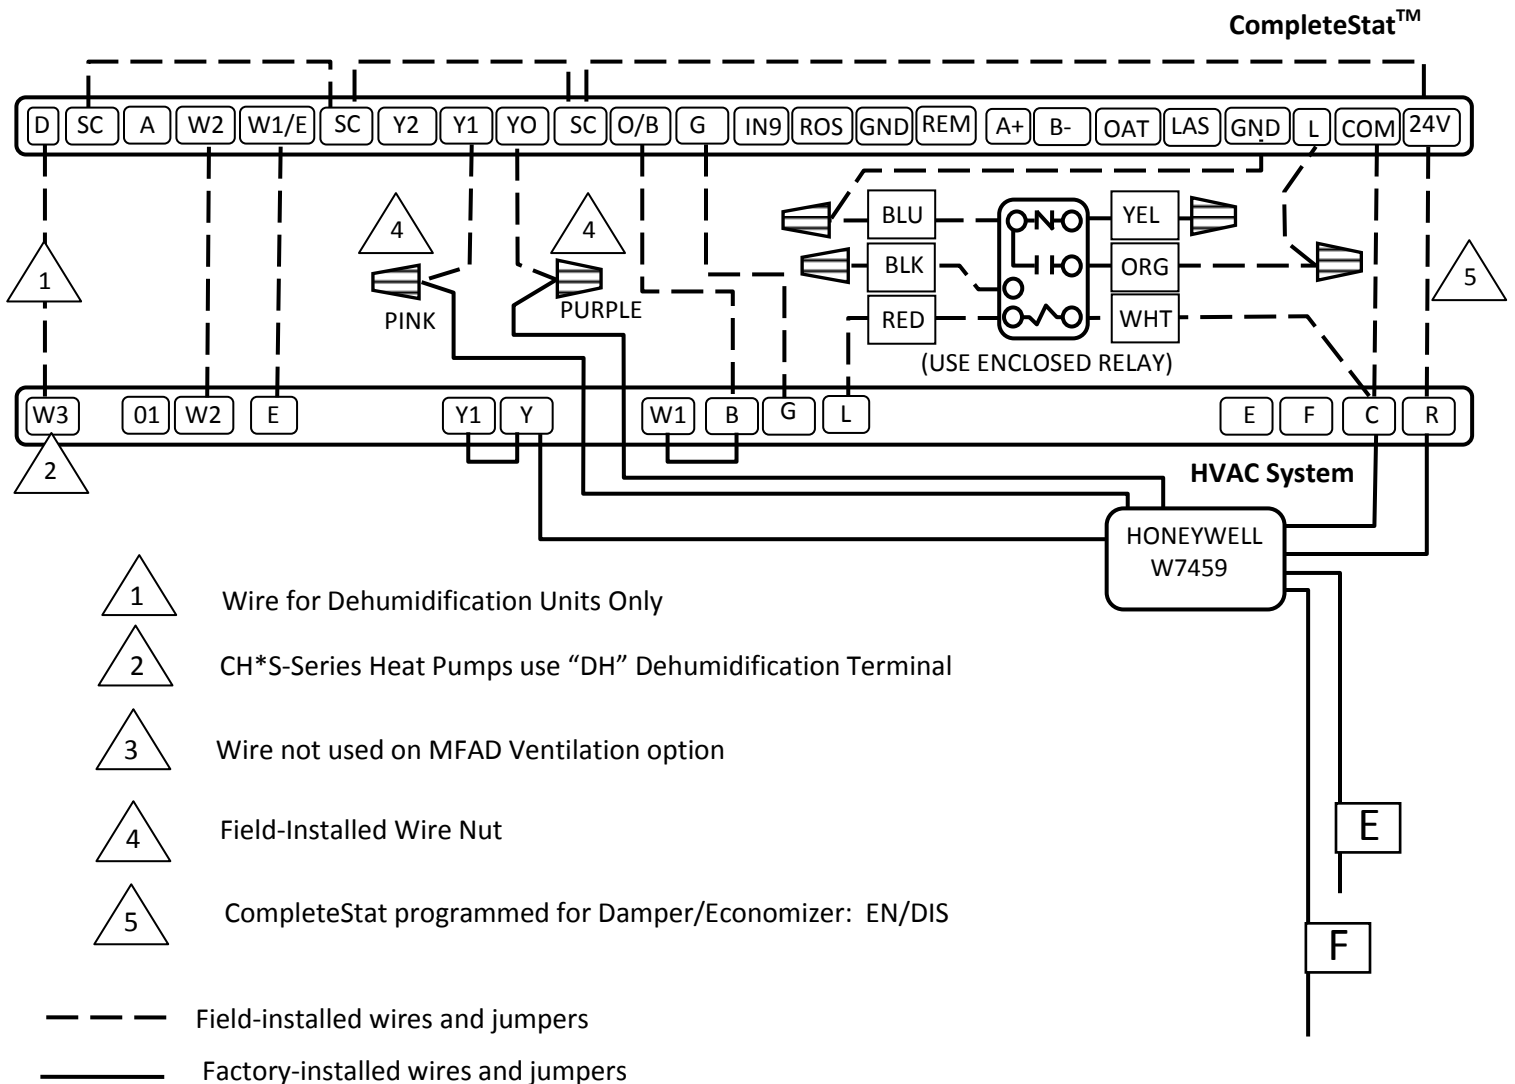 CompleteStat™
D SC A W2 W1/E SC Y2 Y1 YO SC O/B G IN9 ROS GND REM A+ B- OAT LAS GND L COM 24V
4 4
BLU YEL
1 BLK ORG 5
PINK PURPLE RED WHT
(USE ENCLOSED RELAY)
W3 01 W2 E Y1 Y W1 B G L E F C R
2
HVAC System
HONEYWELL
W7459
1 Wire for Dehumidification Units Only
2 CH*S-Series Heat Pumps use “DH” Dehumidification Terminal
3 Wire not used on MFAD Ventilation option
4 Field-Installed Wire Nut
E
5 CompleteStat programmed for Damper/Economizer: EN/DIS
F
Field-installed wires and jumpers
Factory-installed wires and jumpers